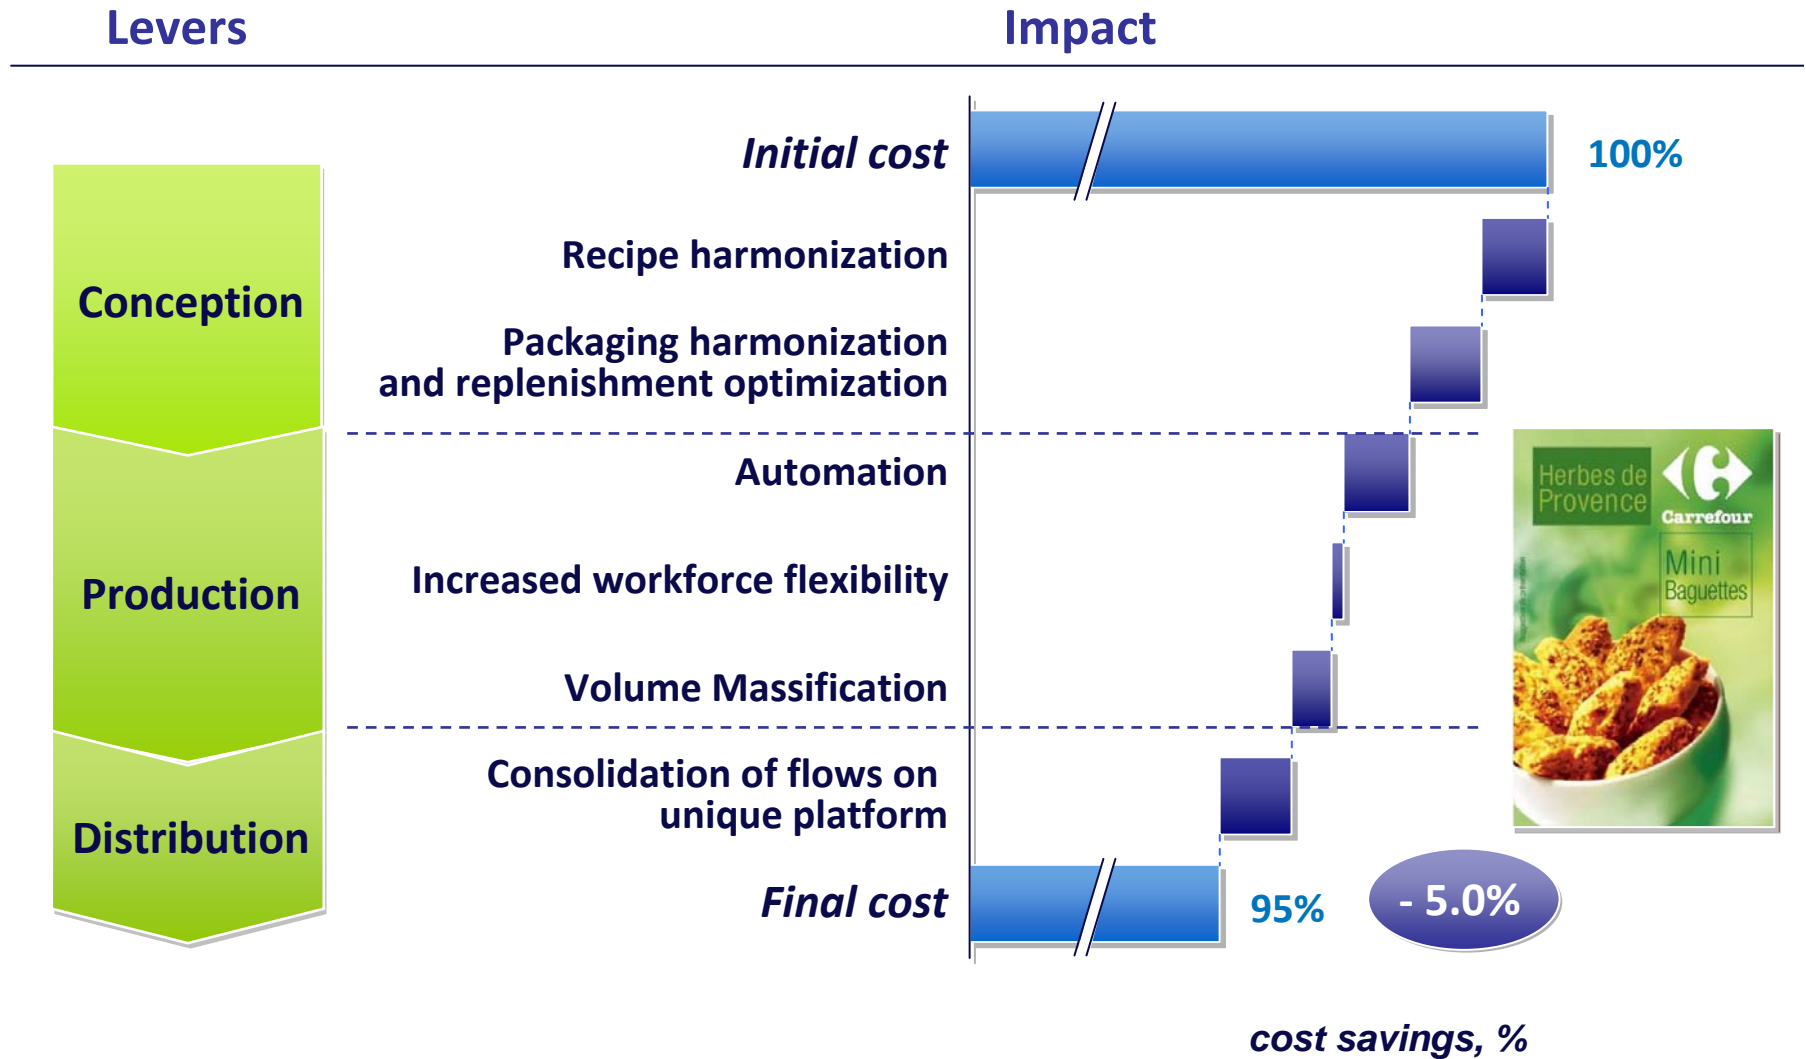 Levers
Impact
Initial cost
100%
Conception
Recipe harmonization
Packaging harmonization
and replenishment optimization
Production
Automation
Increased workforce flexibility
Volume Massification
Herbes de
Provence
Carrefour
Mini
Baguettes
Distribution
Consolidation of flows on
unique platform
Final cost
95%
- 5.0%
cost savings, %